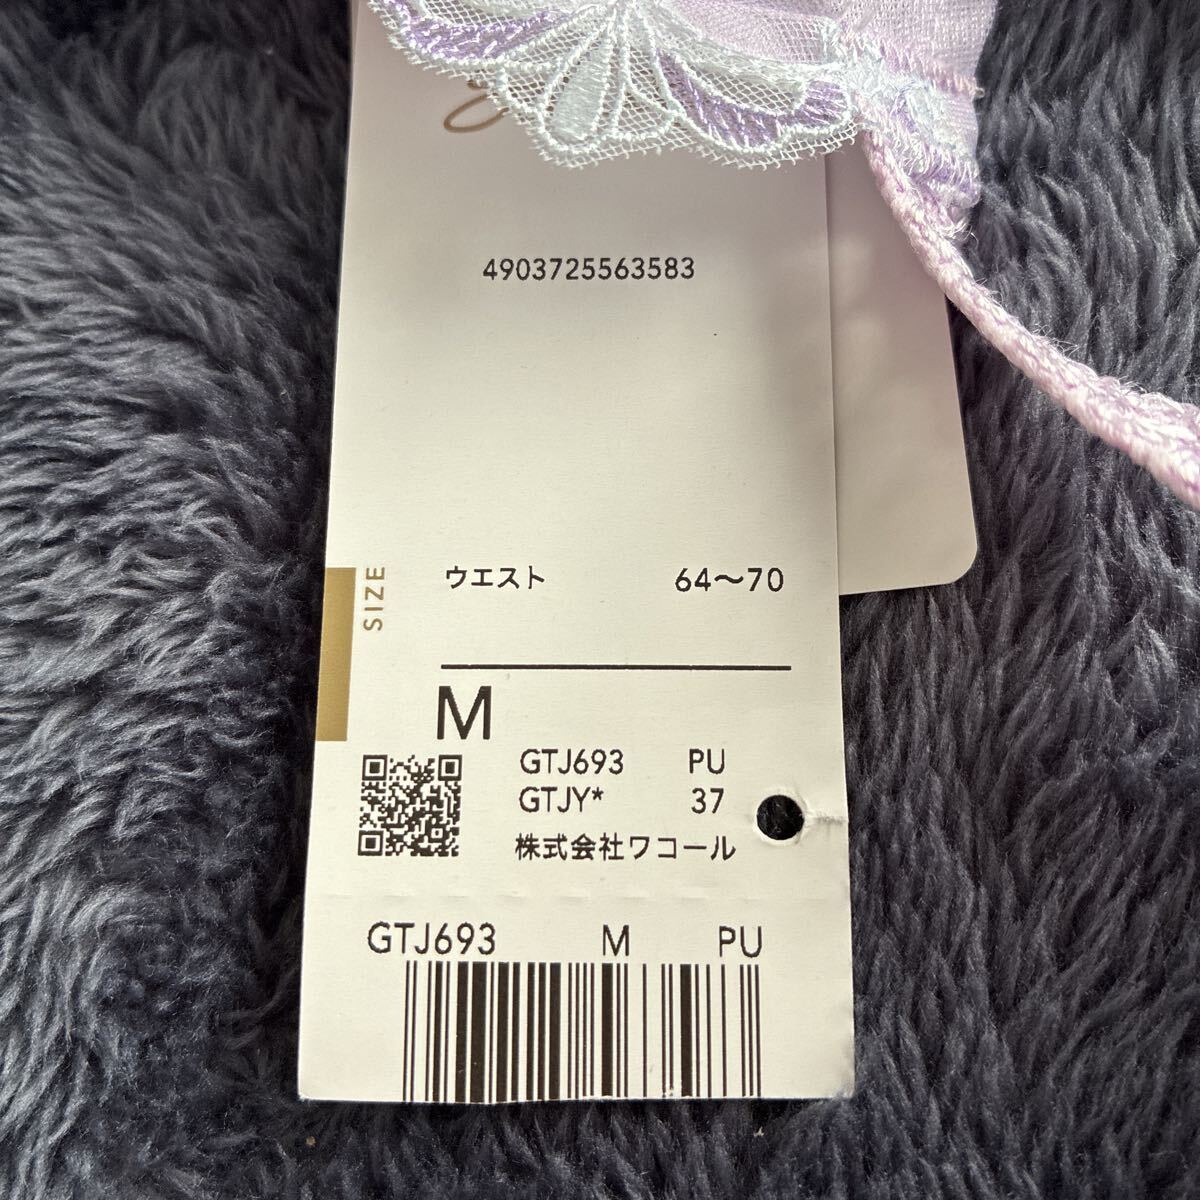 4903725563583
SIZE
ウエスト 64～70
M
GTJ693 PU
GTJY* 37
株式会社ワコール
GTJ693 M PU